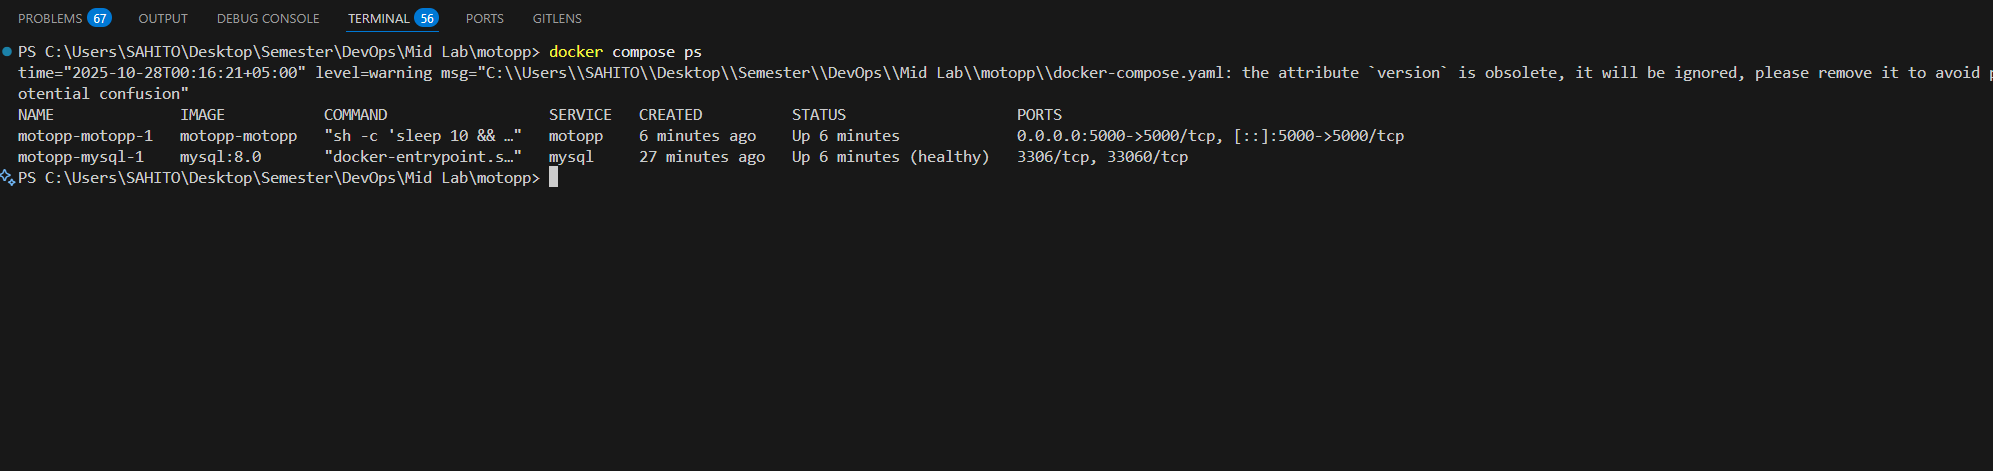 PROBLEMS 67 OUTPUT DEBUG CONSOLE TERMINAL 56 PORTS GITLENS
PS C:\Users\SAHITO\Desktop\Semester\DevOps\Mid Lab\motopp> docker compose ps
time="2025-10-28T00:16:21+05:00" level=warning msg="C:\\Users\\SAHITO\\Desktop\\Semester\\DevOps\\Mid Lab\\motopp\\docker-compose.yaml: the attribute `version` is obsolete, it will be ignored, please remove it to avoid p
otential confusion"
NAME IMAGE COMMAND SERVICE CREATED STATUS PORTS
motopp-motopp-1 motopp-motopp "sh -c 'sleep 10 && …" motopp 6 minutes ago Up 6 minutes 0.0.0.0:5000->5000/tcp, [::]:5000->5000/tcp
motopp-mysql-1 mysql:8.0 "docker-entrypoint.s…" mysql 27 minutes ago Up 6 minutes (healthy) 3306/tcp, 33060/tcp
PS C:\Users\SAHITO\Desktop\Semester\DevOps\Mid Lab\motopp>